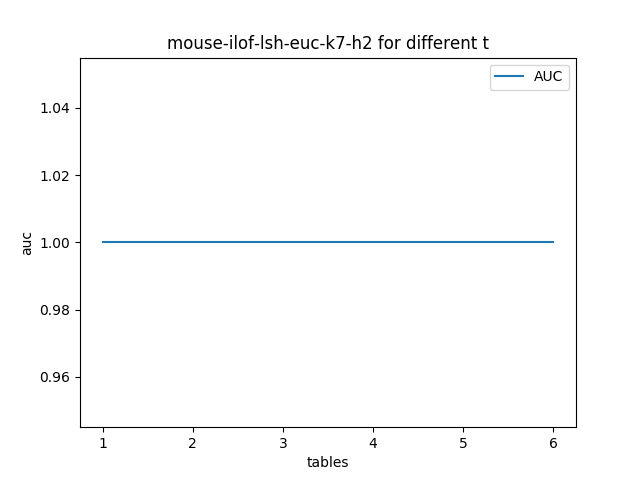 mouse-ilof-lsh-euc-k7-h2 for different t
AUC
1.04
1.02
1.00
0.98
0.96
auc
1 2 3 4 5 6
tables